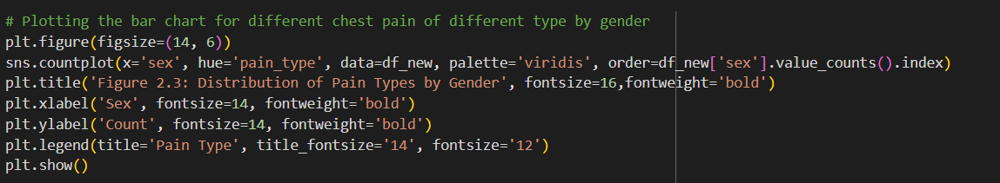 # Plotting the bar chart for different chest pain of different type by gender
plt.figure(figsize=(14, 6))
sns.countplot(x='sex', hue='pain_type', data=df_new, palette='viridis', order=df_new['sex'].value_counts().index)
plt.title('Figure 2.3: Distribution of Pain Types by Gender', fontsize=16,fontweight='bold')
plt.xlabel('Sex', fontsize=14, fontweight='bold')
plt.ylabel('Count', fontsize=14, fontweight='bold')
plt.legend(title='Pain Type', title_fontsize='14', fontsize='12')
plt.show()